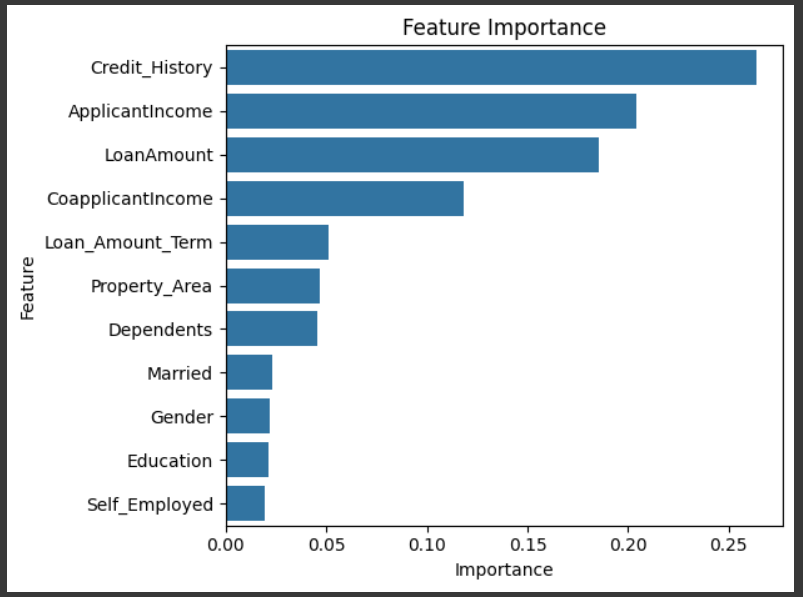 Feature Importance
Credit_History
ApplicantIncome
LoanAmount
CoapplicantIncome
Loan_Amount_Term
Property_Area
Dependents
Married
Gender
Education
Self_Employed
Feature
0.00 0.05 0.10 0.15 0.20 0.25
Importance